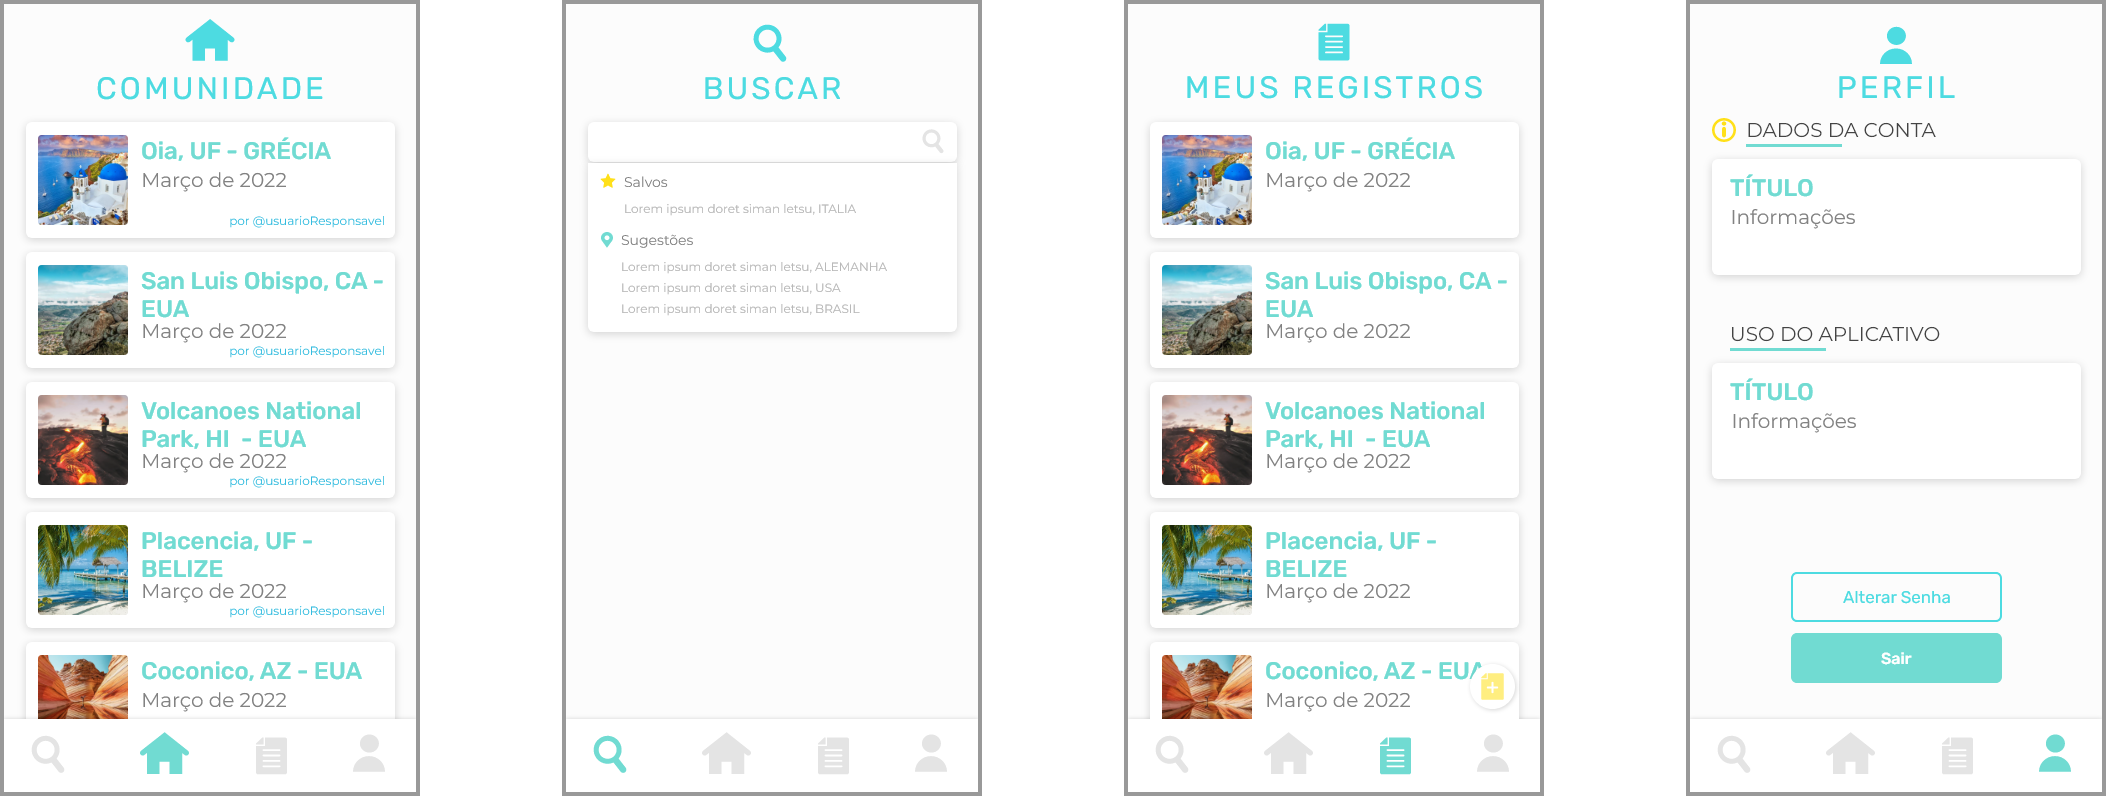 COMUNIDADE
Oia, UF - GRÉCIA
Março de 2022
por @usuarioResponsavel
San Luis Obispo, CA -
EUA
Março de 2022
por @usuarioResponsavel
Volcanoes National
Park, HI  - EUA
Março de 2022
por @usuarioResponsavel
Placencia, UF -
BELIZE
Março de 2022
por @usuarioResponsavel
Coconico, AZ - EUA
Março de 2022
BUSCAR
Salvos
Lorem ipsum doret siman letsu, ITALIA
Sugestões
Lorem ipsum doret siman letsu, ALEMANHA
Lorem ipsum doret siman letsu, USA
Lorem ipsum doret siman letsu, BRASIL
MEUS REGISTROS
Oia, UF - GRÉCIA
Março de 2022
San Luis Obispo, CA -
EUA
Março de 2022
Volcanoes National
Park, HI  - EUA
Março de 2022
Placencia, UF -
BELIZE
Março de 2022
Coconico, AZ - EUA
Março de 2022
PERFIL
DADOS DA CONTA
TÍTULO
Informações
USO DO APLICATIVO
TÍTULO
Informações
Alterar Senha
Sair